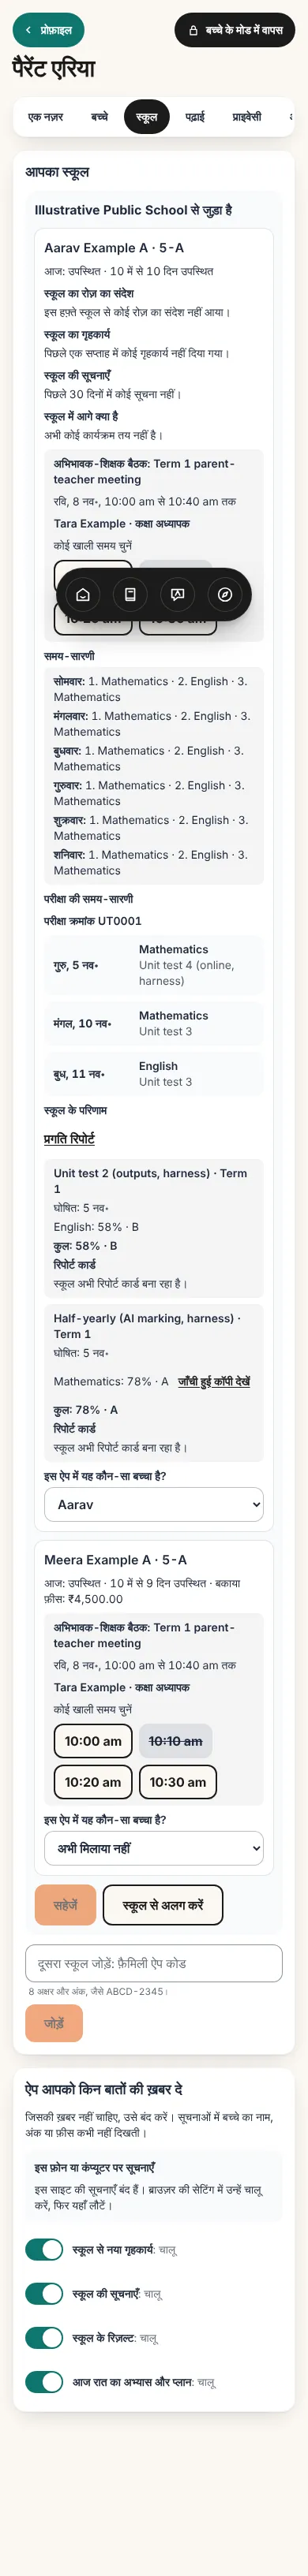 प्रोफ़ाइल
बच्चे के मोड में वापस
पैरेंट एरिया
एक नज़र
बच्चे
स्कूल
पढ़ाई
प्राइवेसी
आपका स्कूल
Illustrative Public School से जुड़ा है
Aarav Example A · 5-A
आज: उपस्थित · 10 में से 10 दिन उपस्थित
स्कूल का रोज़ का संदेश
इस हफ़्ते स्कूल से कोई रोज़ का संदेश नहीं आया।
स्कूल का गृहकार्य
पिछले एक सप्ताह में कोई गृहकार्य नहीं दिया गया।
स्कूल की सूचनाएँ
पिछले 30 दिनों में कोई सूचना नहीं।
स्कूल में आगे क्या है
अभी कोई कार्यक्रम तय नहीं है।
अभिभावक-शिक्षक बैठक: Term 1 parent-
teacher meeting
रवि, 8 नव॰, 10:00 am से 10:40 am तक
Tara Example · कक्षा अध्यापक
कोई खाली समय चुनें
समय-सारणी
सोमवार: 1. Mathematics · 2. English · 3.
Mathematics
मंगलवार: 1. Mathematics · 2. English · 3.
Mathematics
बुधवार: 1. Mathematics · 2. English · 3.
Mathematics
गुरुवार: 1. Mathematics · 2. English · 3.
Mathematics
शुक्रवार: 1. Mathematics · 2. English · 3.
Mathematics
शनिवार: 1. Mathematics · 2. English · 3.
Mathematics
परीक्षा की समय-सारणी
परीक्षा क्रमांक UT0001
गुरु, 5 नव॰
Mathematics
Unit test 4 (online,
harness)
मंगल, 10 नव॰
Mathematics
Unit test 3
बुध, 11 नव॰
English
Unit test 3
स्कूल के परिणाम
प्रगति रिपोर्ट
Unit test 2 (outputs, harness) · Term
1
घोषित: 5 नव॰
English: 58% · B
कुल: 58% · B
रिपोर्ट कार्ड
स्कूल अभी रिपोर्ट कार्ड बना रहा है।
Half-yearly (AI marking, harness) ·
Term 1
घोषित: 5 नव॰
Mathematics: 78% · A जाँची हुई कॉपी देखें
कुल: 78% · A
रिपोर्ट कार्ड
स्कूल अभी रिपोर्ट कार्ड बना रहा है।
इस ऐप में यह कौन-सा बच्चा है?
Aarav
Meera Example A · 5-A
आज: उपस्थित · 10 में से 9 दिन उपस्थित · बकाया
फ़ीस: ₹4,500.00
अभिभावक-शिक्षक बैठक: Term 1 parent-
teacher meeting
रवि, 8 नव॰, 10:00 am से 10:40 am तक
Tara Example · कक्षा अध्यापक
कोई खाली समय चुनें
10:00 am
10:10 am
10:20 am
10:30 am
इस ऐप में यह कौन-सा बच्चा है?
अभी मिलाया नहीं
सहेजें
स्कूल से अलग करें
दूसरा स्कूल जोड़ें: फ़ैमिली ऐप कोड
8 अक्षर और अंक, जैसे ABCD-2345।
जोड़ें
ऐप आपको किन बातों की ख़बर दे
जिसकी ख़बर नहीं चाहिए, उसे बंद करें। सूचनाओं में बच्चे का नाम,
अंक या फ़ीस कभी नहीं दिखती।
इस फ़ोन या कंप्यूटर पर सूचनाएँ
इस साइट की सूचनाएँ बंद हैं। ब्राउज़र की सेटिंग में उन्हें चालू
करें, फिर यहाँ लौटें।
स्कूल से नया गृहकार्य: चालू
स्कूल की सूचनाएँ: चालू
स्कूल के रिज़ल्ट: चालू
आज रात का अभ्यास और प्लान: चालू